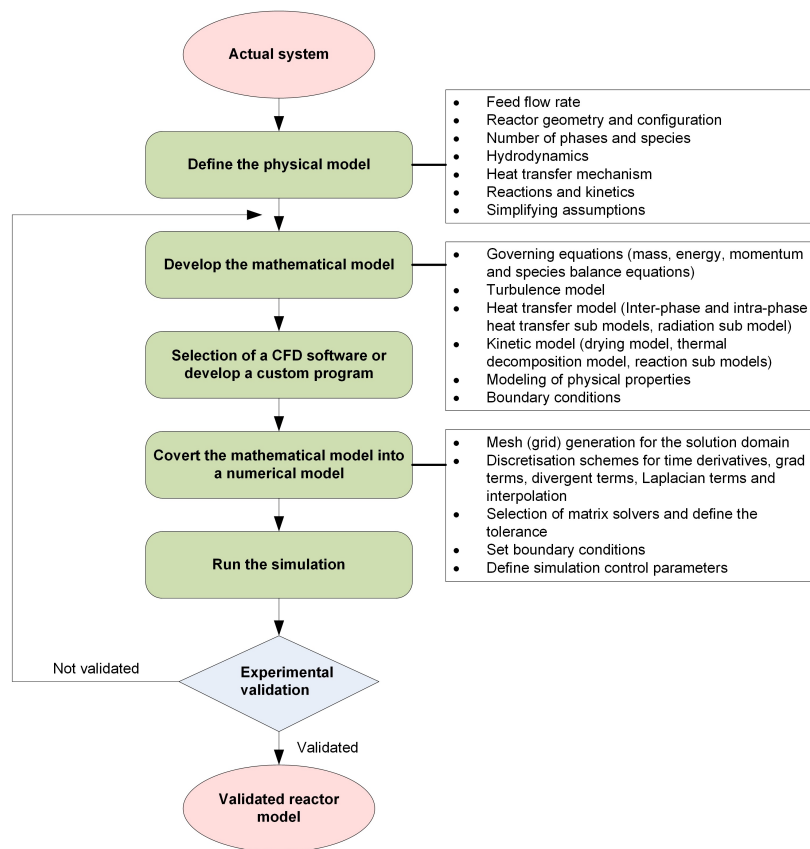 Actual system
• Feed flow rate
• Reactor geometry and configuration
• Number of phases and species
• Hydrodynamics
• Heat transfer mechanism
• Reactions and kinetics
• Simplifying assumptions
Define the physical model
Develop the mathematical model
• Governing equations (mass, energy, momentum
and species balance equations)
• Turbulence model
• Heat transfer model (Inter-phase and intra-phase
heat transfer sub models, radiation sub model)
• Kinetic model (drying model, thermal
decomposition model, reaction sub models)
• Modeling of physical properties
• Boundary conditions
Selection of a CFD software or
develop a custom program
Covert the mathematical model into
a numerical model
• Mesh (grid) generation for the solution domain
• Discretisation schemes for time derivatives, grad
terms, divergent terms, Laplacian terms and
interpolation
• Selection of matrix solvers and define the
tolerance
• Set boundary conditions
• Define simulation control parameters
Run the simulation
Experimental
validation
Not validated
Validated
Validated reactor
model